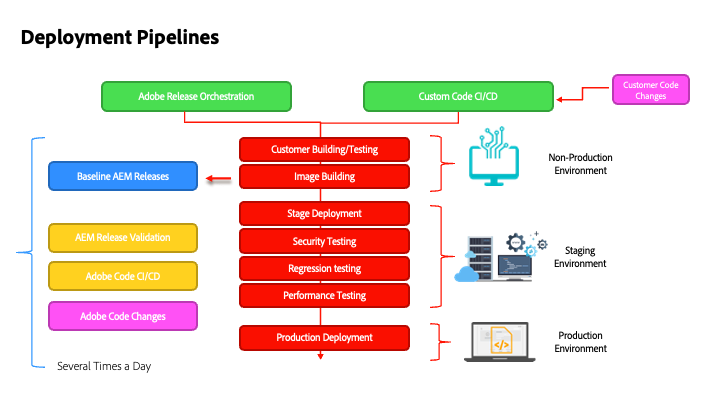 Deployment Pipelines
Adobe Release Orchestration
Custom Code CI/CD
Customer Code
Changes
Customer Building/Testing
Image Building
Non-Production
Environment
Baseline AEM Releases
Stage Deployment
Security Testing
Regression testing
Performance Testing
Staging
Environment
AEM Release Validation
Adobe Code CI/CD
Adobe Code Changes
Production Deployment
Production
Environment
</>
Several Times a Day